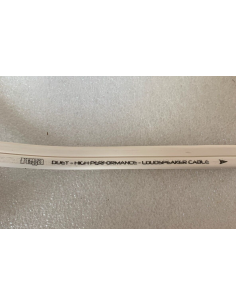 DUET - HIGH PERFORMANCE - LOUDSPEAKER CABLE